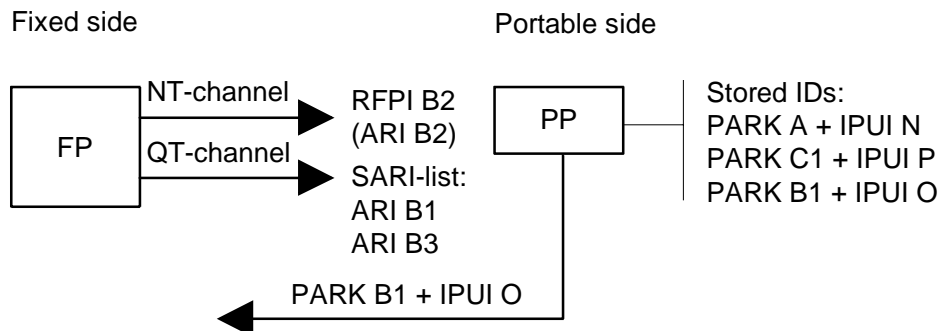 Fixed side
Portable side
NT-channel
FP
QT-channel
RFPI B2
(ARI B2)
SARI-list:
ARI B1
ARI B3
PP
Stored IDs:
PARK A + IPUI N
PARK C1 + IPUI P
PARK B1 + IPUI O
PARK B1 + IPUI O